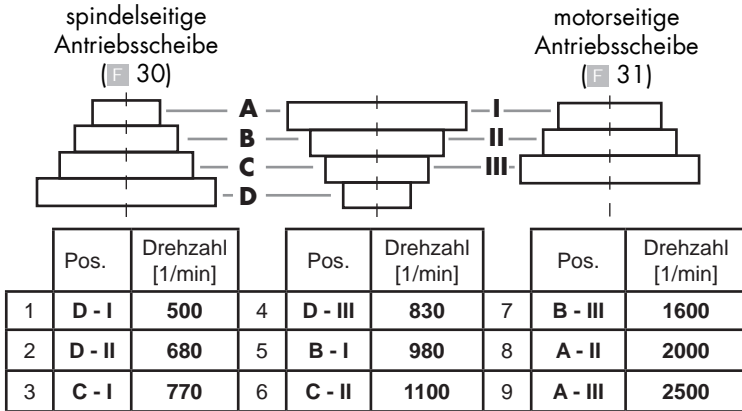 spindelseitige
Antriebsscheibe
(F 30)
motorseitige
Antriebsscheibe
(F 31)
A I
B II
C III
D
Pos. Drehzahl [1/min] Pos. Drehzahl [1/min] Pos. Drehzahl [1/min]
1 D - I 500 4 D - III 830 7 B - III 1600
2 D - II 680 5 B - I 980 8 A - II 2000
3 C - I 770 6 C - II 1100 9 A - III 2500